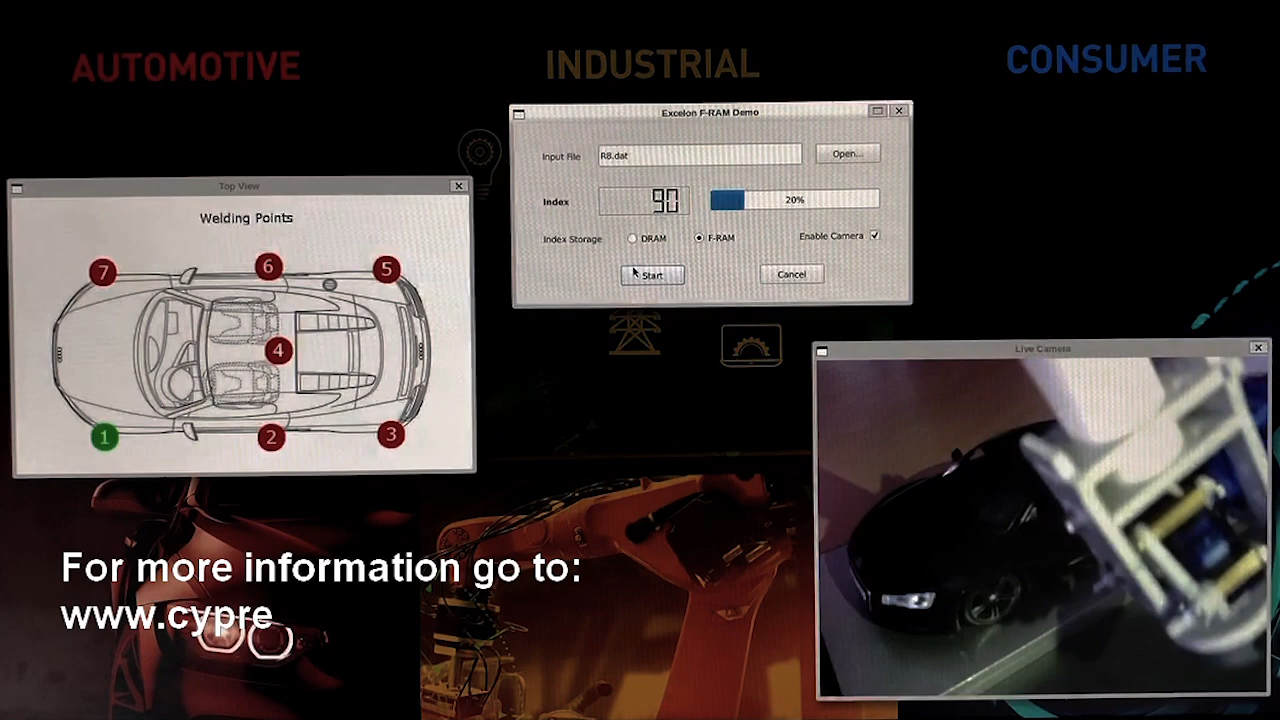 AUTOMOTIVE
INDUSTRIAL
CONSUMER
Excelon F-RAM Demo
Input File
R8.dat
Open...
Index
90
20%
Index Storage
DRAM
F-RAM
Enable Camera
Start
Cancel
Top View
Welding Points
7
6
5
4
1
2
3
Live Camera
For more information go to:
www.cypre